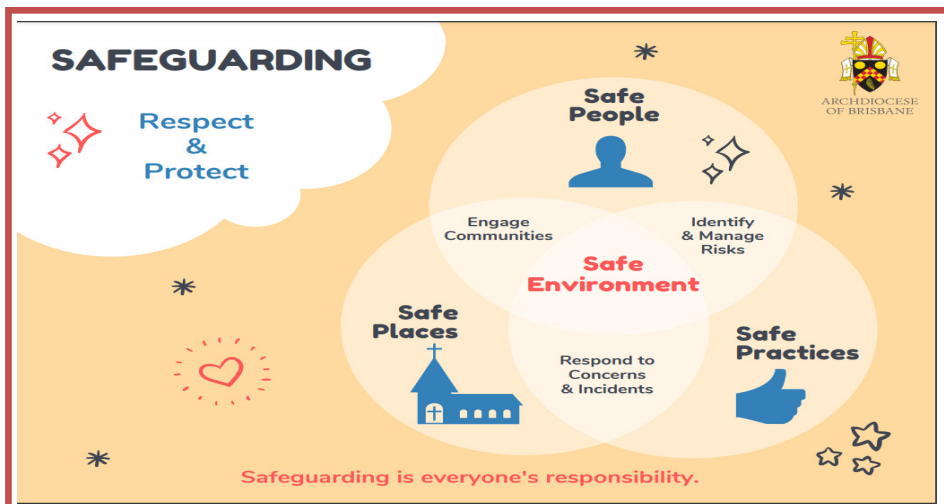 SAFEGUARDING
Respect
&
Protect
ARCHDIOCESE
OF BRISBANE
Safe
People
Engage
Communities
Identify
& Manage
Risks
Safe
Environment
Safe
Places
Safe
Practices
Respond to
Concerns
& Incidents
Safeguarding is everyone's responsibility.